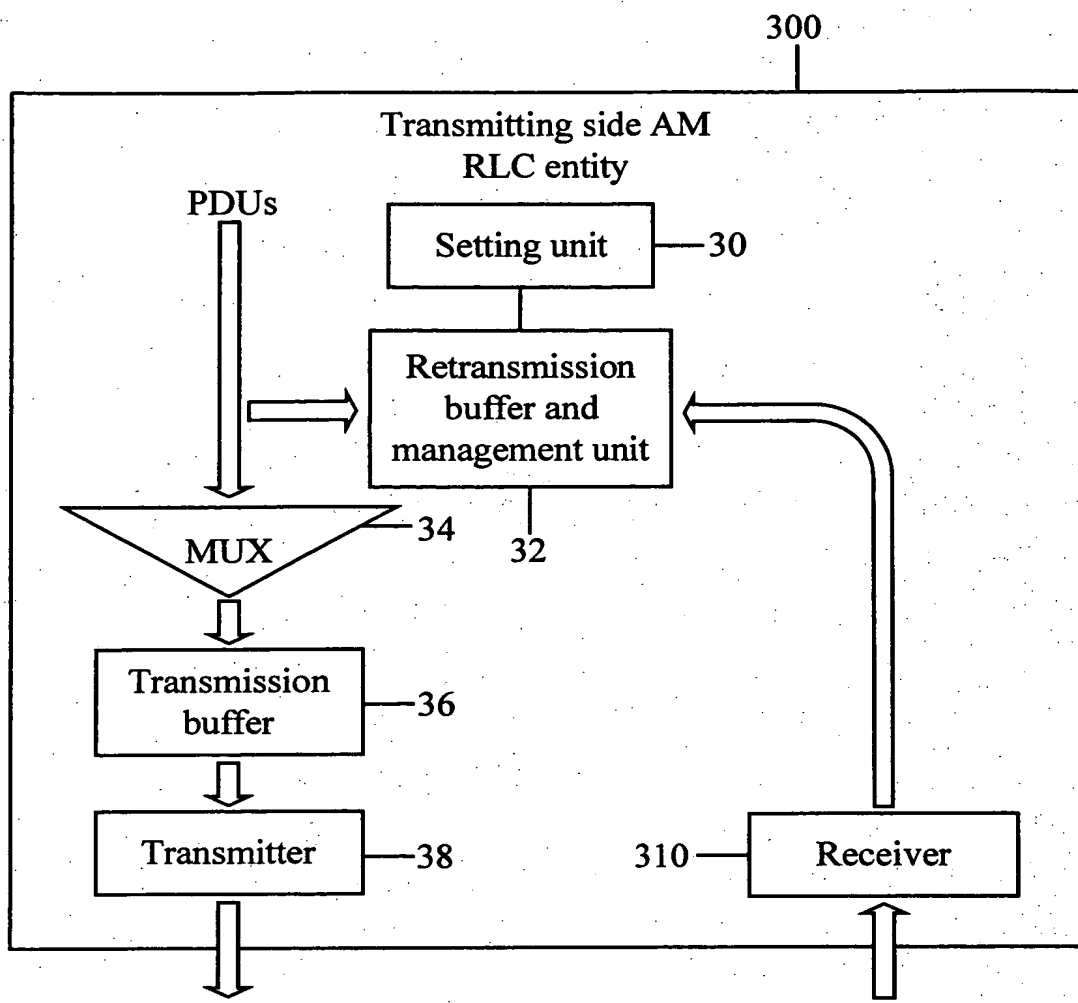 300
Transmitting side AM
RLC entity
PDUs
Setting unit
30
Retransmission
buffer and
management unit
34
MUX
32
Transmission
buffer
36
Transmitter
38
310
Receiver